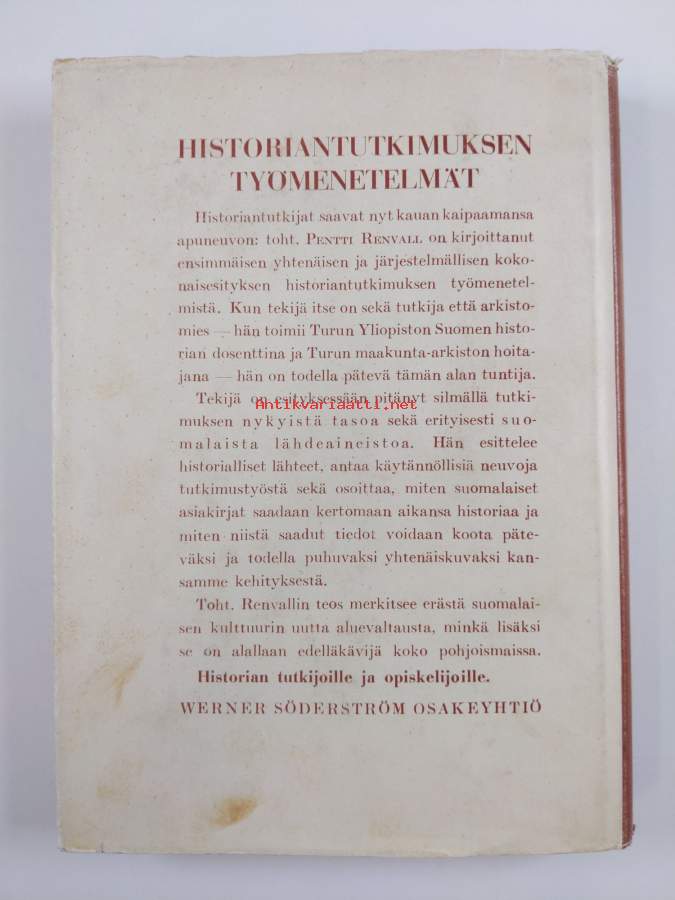 HISTORIANTUTKIMUKSEN
TYÖMENETELMÄT
Historiantutkijat saavat nyt kauan kaipaamansa
apuneuvon: toht. PENTTI RENVALL on kirjoittanut
ensimmäisen yhtenäisen ja järjestelmällisen koko-
naisesityksen historiantutkimuksen työmenetel-
mistä. Kun tekijä itse on sekä tutkija että arkisto-
mies — hän toimii Turun Yliopiston Suomen histo-
rian dosenttina ja Turun maakunta-arkiston hoita-
jana — hän on todella pätevä tämän alan tuntija.
Tekijä on esityksessään pitänyt silmällä tutki-
Antikvariaatti.net
muksen nykyistä tasoa sekä erityisesti suo-
malaista lähdeaineistoa. Hän esittelee
historialliset lähteet, antaa käytännöllisiä neuvoja
tutkimustyöstä sekä osoittaa, miten suomalaiset
asiakirjat saadaan kertomaan aikansa historiaa ja
miten niistä saadut tiedot voidaan koota päte-
väksi ja todella puhuvaksi yhtenäiskuvaksi kan-
samme kehityksestä.
Toht. Renvallin teos merkitsee erästä suomalai-
sen kulttuurin uutta aluevaltausta, minkä lisäksi
se on alallaan edelläkävijä koko pohjoismaissa.
Historian tutkijoille ja opiskelijoille.
WERNER SÖDERSTRÖM OSAKEYHTIÖ